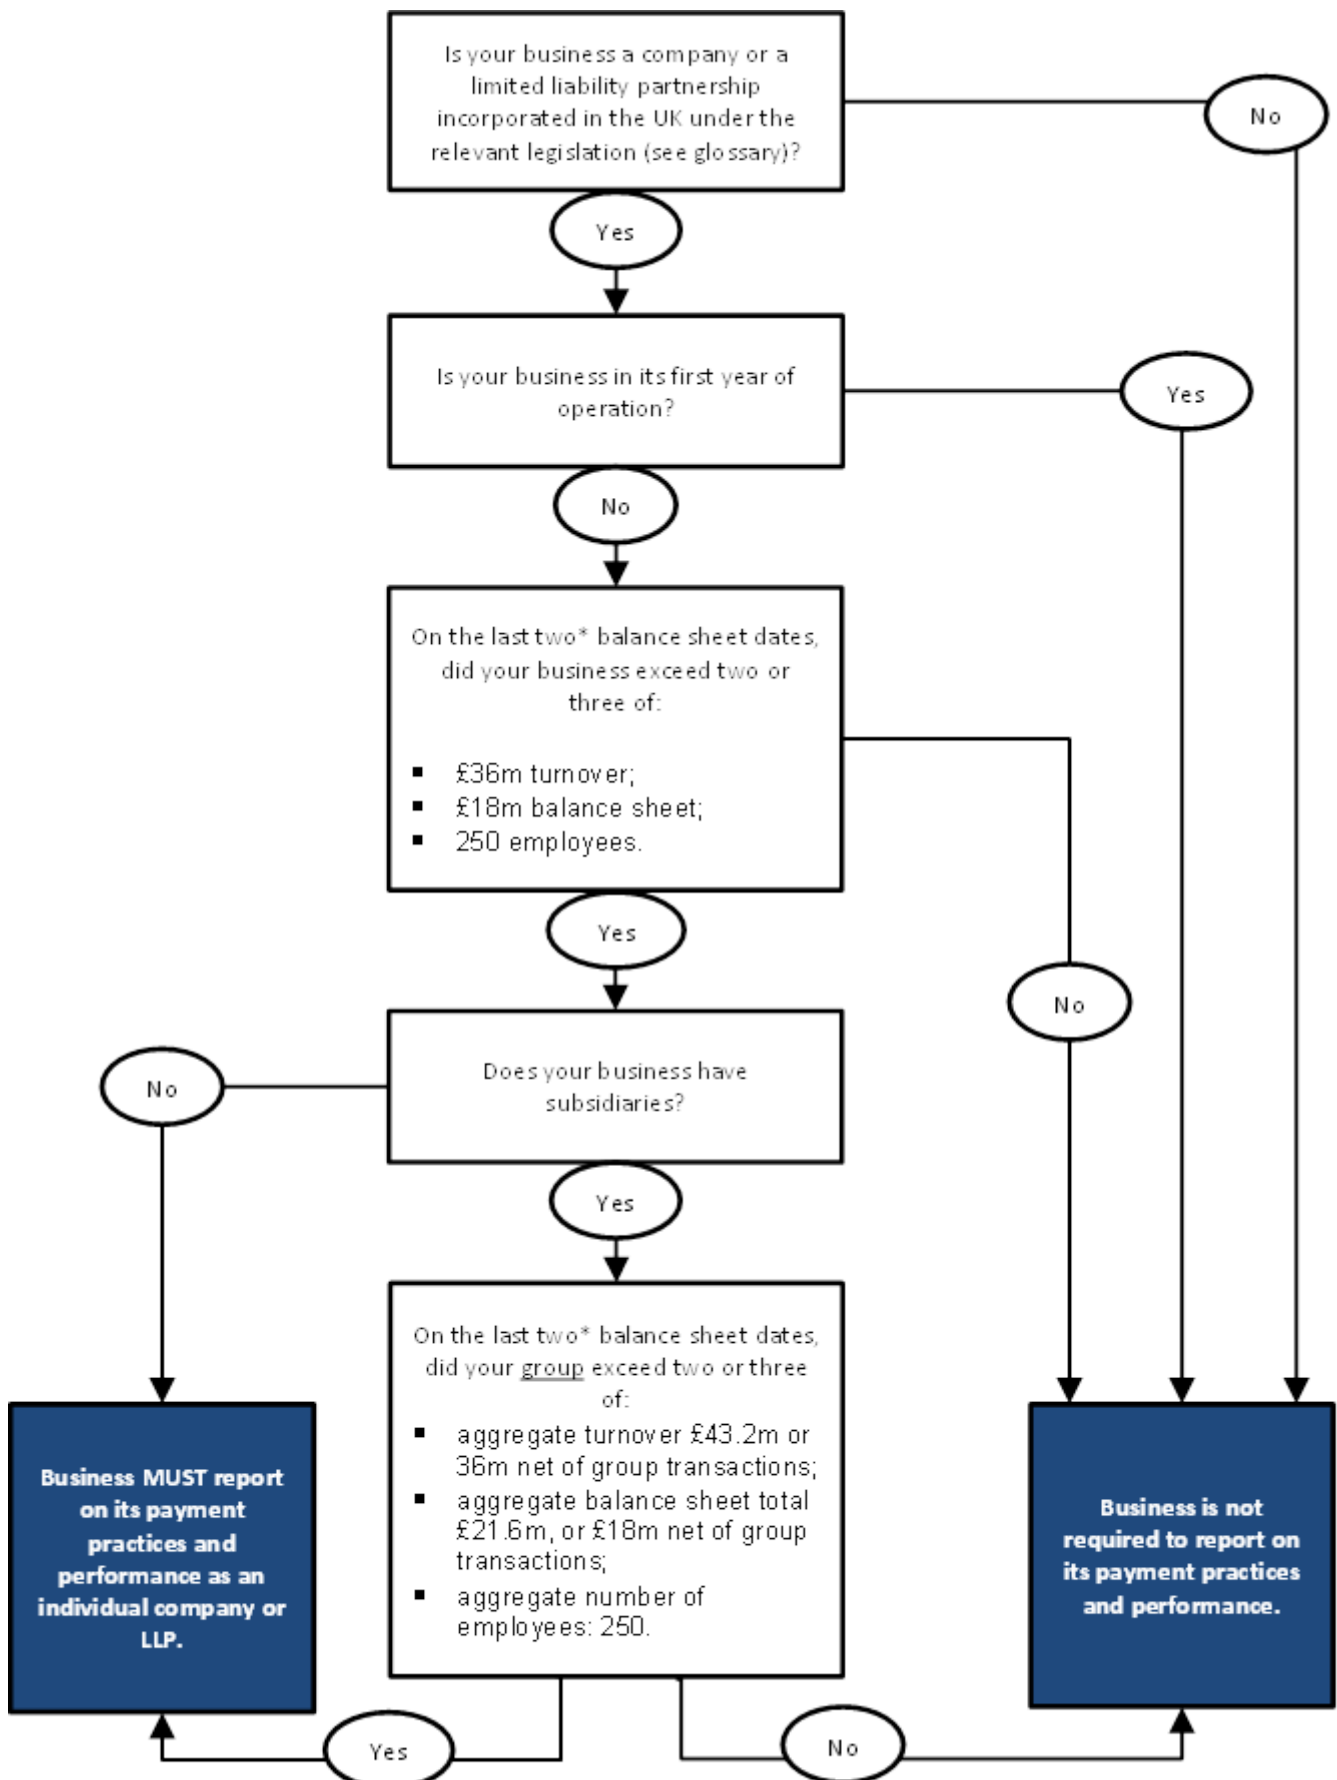 Is your business a company or a
limited liability partnership
incorporated in the UK under the
relevant legislation (see glossary)?
No
Yes
Is your business in its first year of
operation?
Yes
No
On the last two* balance sheet dates,
did your business exceed two or
three of:
▪ £36m turnover;
▪ £18m balance sheet;
▪ 250 employees.
Yes
No
Does your business have
subsidiaries?
No
Yes
On the last two* balance sheet dates,
did your group exceed two or three
of:
▪ aggregate turnover £43.2m or
36m net of group transactions;
▪ aggregate balance sheet total
£21.6m, or £18m net of group
transactions;
▪ aggregate number of
employees: 250.
Business MUST report
on its payment
practices and
performance as an
individual company or
LLP.
Business is not
required to report on
its payment practices
and performance.
Yes
No